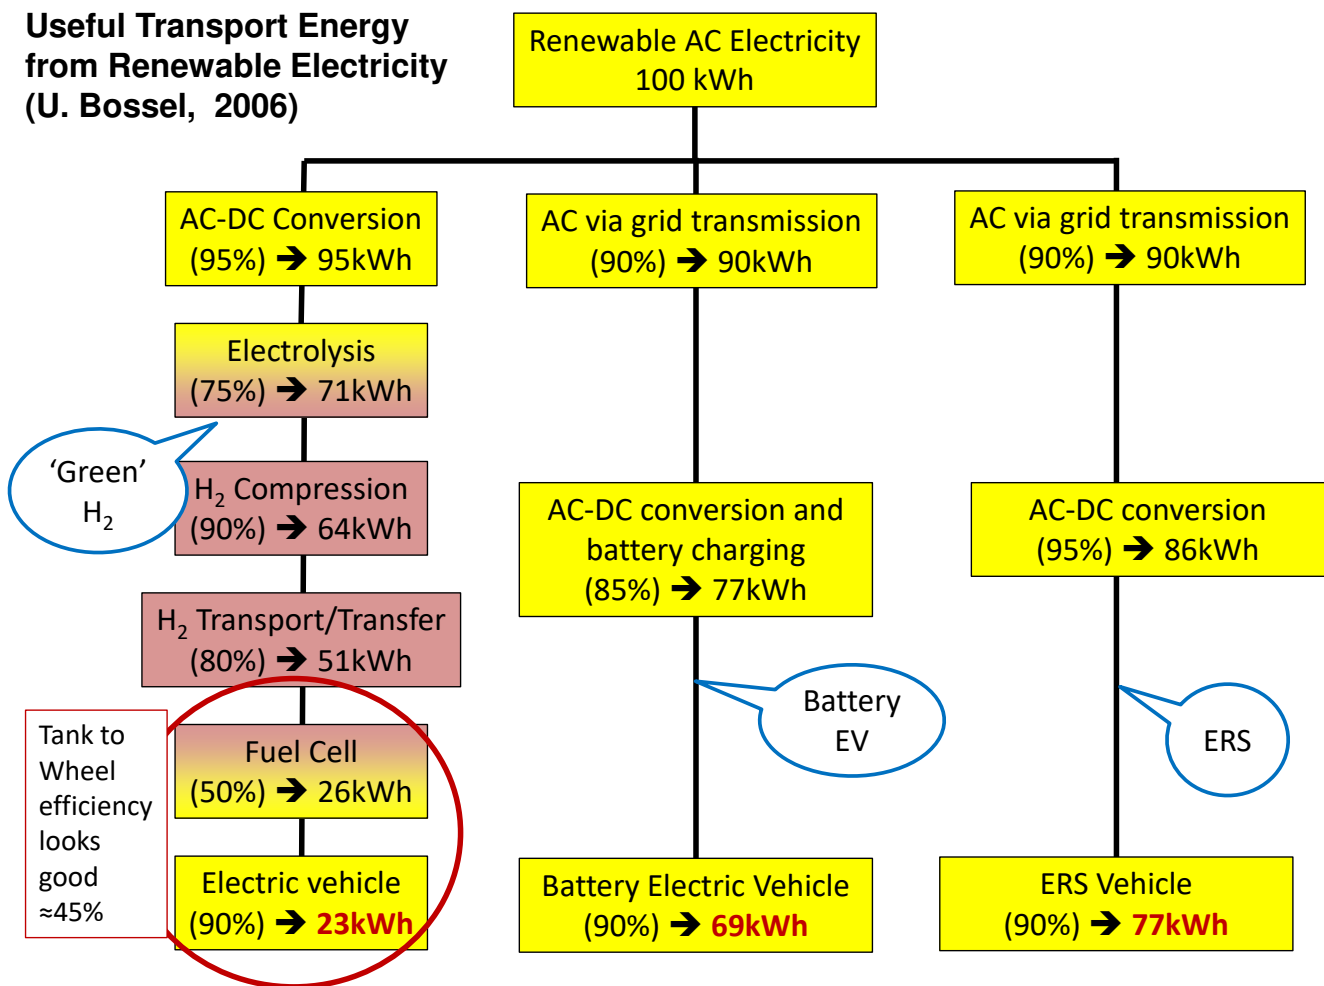 Useful Transport Energy
from Renewable Electricity
(U. Bossel,  2006)
Renewable AC Electricity
100 kWh
AC-DC Conversion
(95%) ➔ 95kWh
Electrolysis
(75%) ➔ 71kWh
‘Green’
H₂
H₂ Compression
(90%) ➔ 64kWh
H₂ Transport/Transfer
(80%) ➔ 51kWh
Tank to
Wheel
efficiency
looks
good
≈45%
Fuel Cell
(50%) ➔ 26kWh
Electric vehicle
(90%) ➔ 23kWh
AC via grid transmission
(90%) ➔ 90kWh
AC-DC conversion and
battery charging
(85%) ➔ 77kWh
Battery
EV
Battery Electric Vehicle
(90%) ➔ 69kWh
AC via grid transmission
(90%) ➔ 90kWh
AC-DC conversion
(95%) ➔ 86kWh
ERS
ERS Vehicle
(90%) ➔ 77kWh